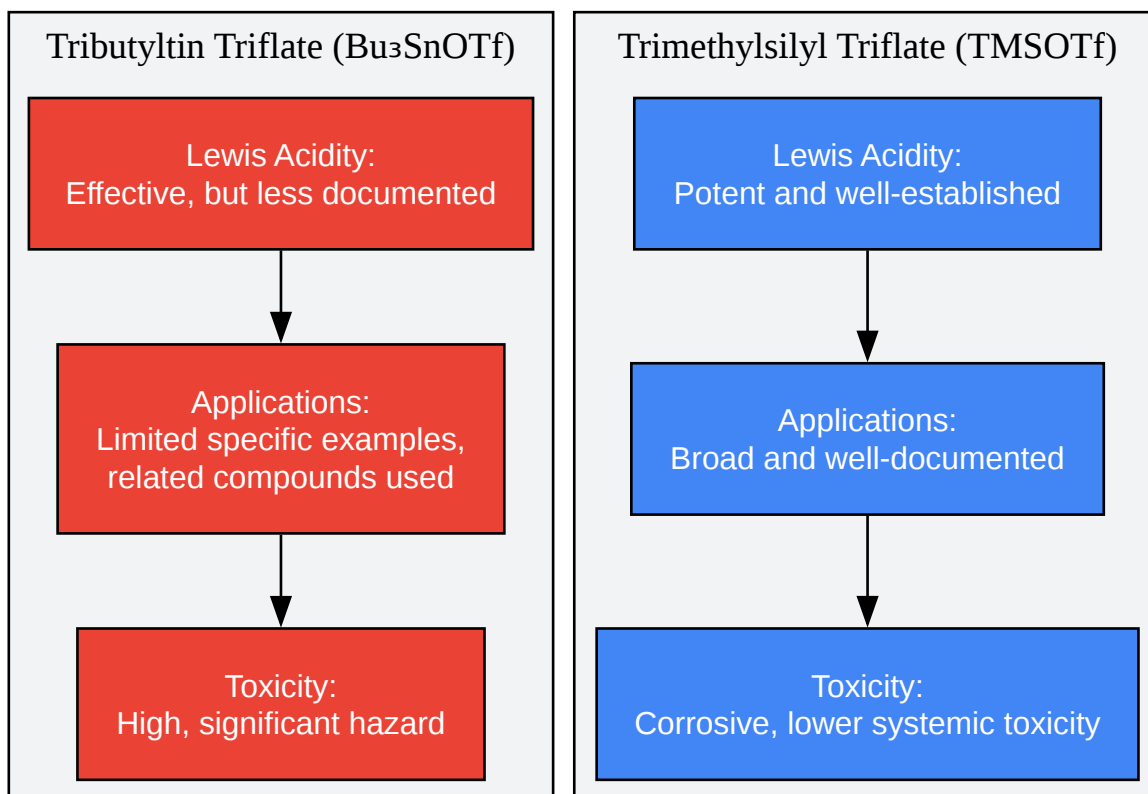 Tributyltin Triflate (Bu₃SnOTf)
Lewis Acidity:
Effective, but less documented
Applications:
Limited specific examples,
related compounds used
Toxicity:
High, significant hazard
Trimethylsilyl Triflate (TMSOTf)
Lewis Acidity:
Potent and well-established
Applications:
Broad and well-documented
Toxicity:
Corrosive, lower systemic toxicity